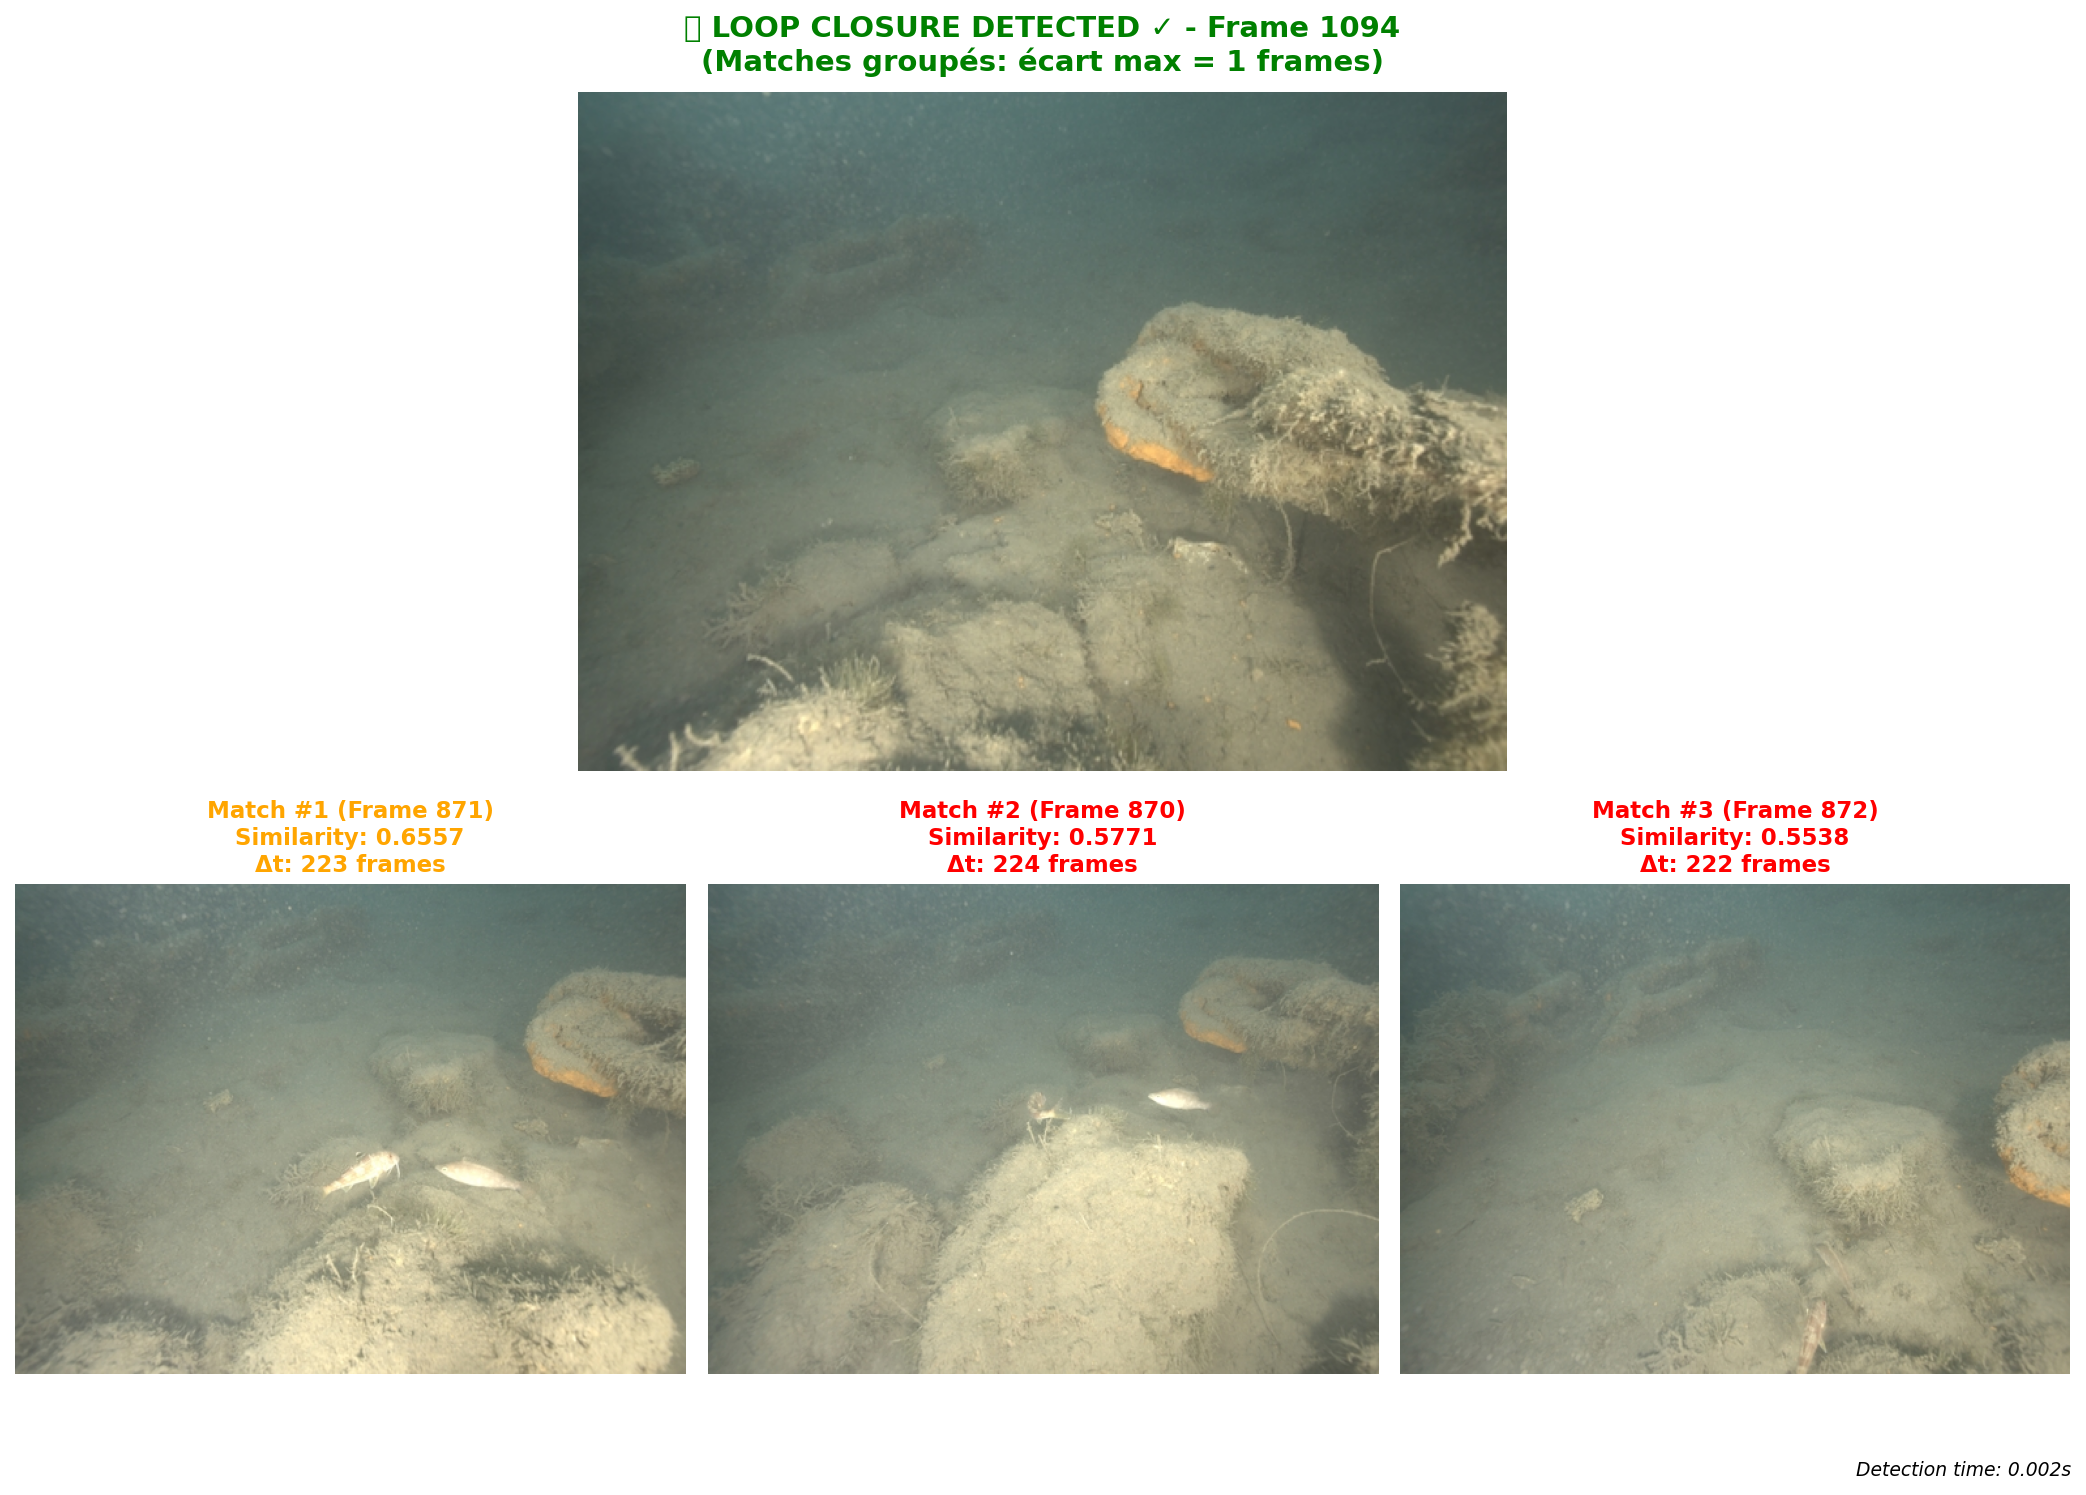 LOOP CLOSURE DETECTED ✓ - Frame 1094
(Matches groupés: écart max = 1 frames)
Match #1 (Frame 871)
Similarity: 0.6557
Δt: 223 frames
Match #2 (Frame 870)
Similarity: 0.5771
Δt: 224 frames
Match #3 (Frame 872)
Similarity: 0.5538
Δt: 222 frames
Detection time: 0.002s